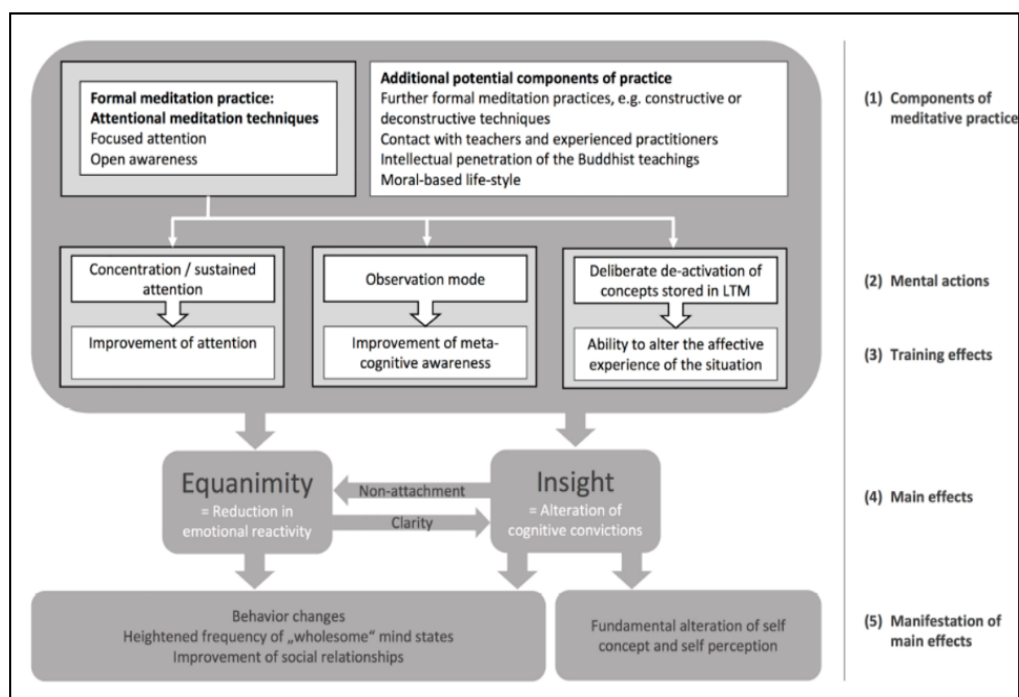 Formal meditation practice:
Attentional meditation techniques
Focused attention
Open awareness
Additional potential components of practice
Further formal meditation practices, e.g. constructive or
deconstructive techniques
Contact with teachers and experienced practitioners
Intellectual penetration of the Buddhist teachings
Moral-based life-style
(1) Components of
meditative practice
Concentration / sustained
attention
Observation mode
Deliberate de-activation of
concepts stored in LTM
(2) Mental actions
Improvement of attention
Improvement of meta-
cognitive awareness
Ability to alter the affective
experience of the situation
(3) Training effects
Equanimity
= Reduction in
emotional reactivity
Non-attachment
Clarity
Insight
= Alteration of
cognitive convictions
(4) Main effects
Behavior changes
Heightened frequency of „wholesome“ mind states
Improvement of social relationships
Fundamental alteration of self
concept and self perception
(5) Manifestation of
main effects